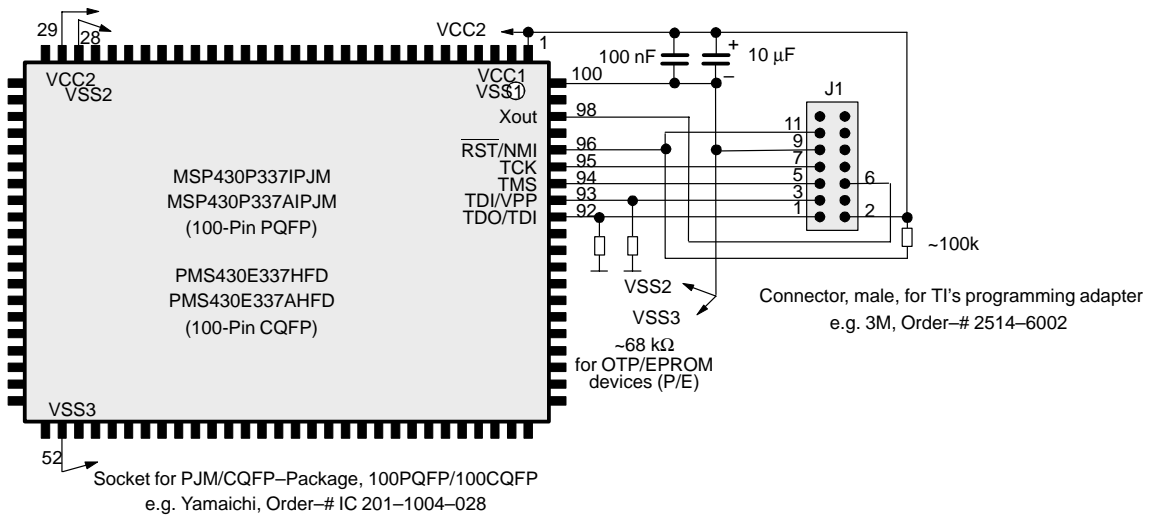 29
28
VCC2
1
100 nF
+
10 µF
–
VCC2
VSS2
VCC1
VSS1
100
J1
Xout
98
11
RST/NMI
96
9
TCK
95
7
TMS
94
5
6
TDI/VPP
93
3
TDO/TDI
92
1
2
MSP430P337IPJM
MSP430P337AIPJM
(100-Pin PQFP)
PMS430E337HFD
PMS430E337AHFD
(100-Pin CQFP)
~100k
VSS2
VSS3
Connector, male, for TI's programming adapter
e.g. 3M, Order–# 2514–6002
~68 kΩ
for OTP/EPROM
devices (P/E)
VSS3
52
Socket for PJM/CQFP–Package, 100PQFP/100CQFP
e.g. Yamaichi, Order–# IC 201–1004–028